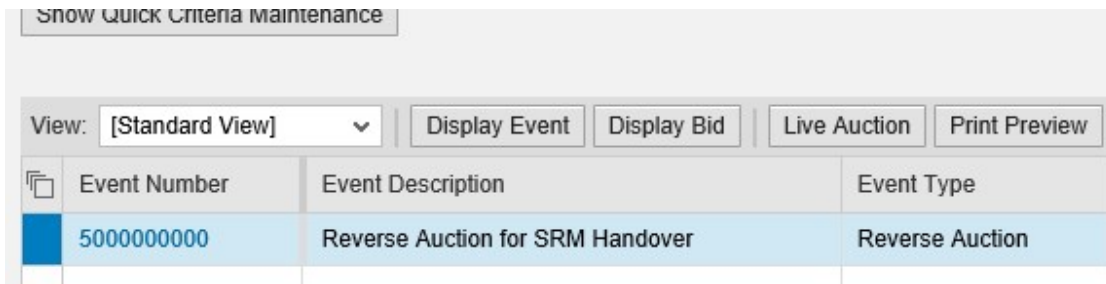 Show Quick Criteria Maintenance
View: [Standard View] Display Event Display Bid Live Auction Print Preview
Event Number Event Description Event Type
5000000000 Reverse Auction for SRM Handover Reverse Auction